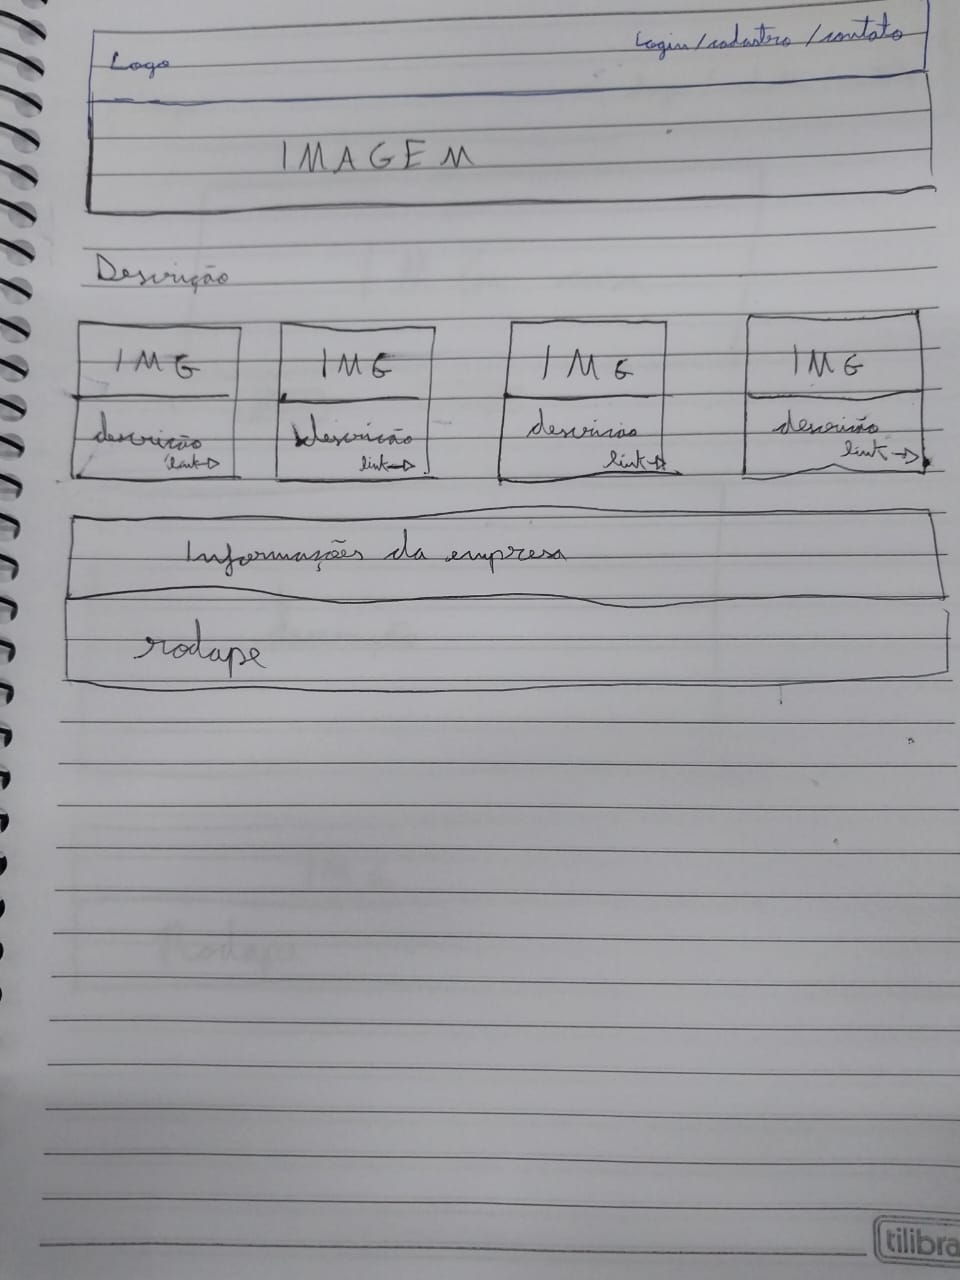 Logo
Login/cadastro/contato
IMAGEM
Descrição
IMG IMG IMG IMG
descrição descrição descricao descrição
link link link link
Informações da empresa
rodape
tilibra